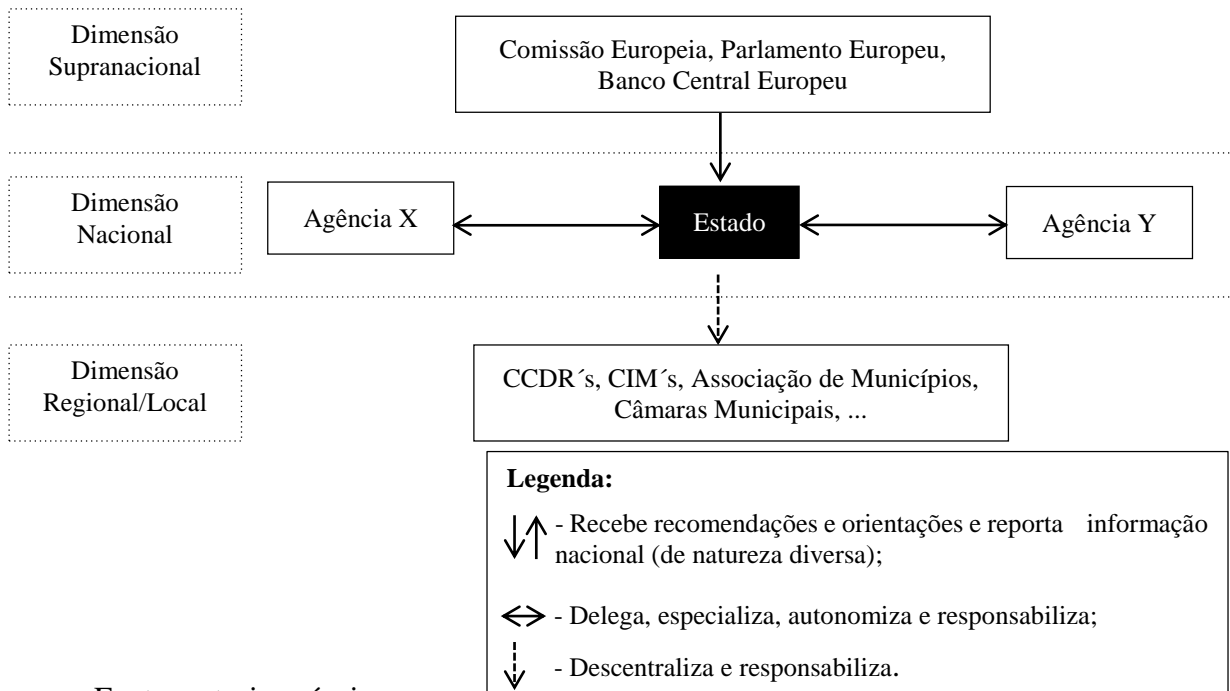 Dimensão
Supranacional
Comissão Europeia, Parlamento Europeu,
Banco Central Europeu
Dimensão
Nacional
Agência X
Estado
Agência Y
Dimensão
Regional/Local
CCDR´s, CIM´s, Associação de Municípios,
Câmaras Municipais, ...
Legenda:
- Recebe recomendações e orientações e reporta informação
nacional (de natureza diversa);
- Delega, especializa, autonomiza e responsabiliza;
- Descentraliza e responsabiliza.